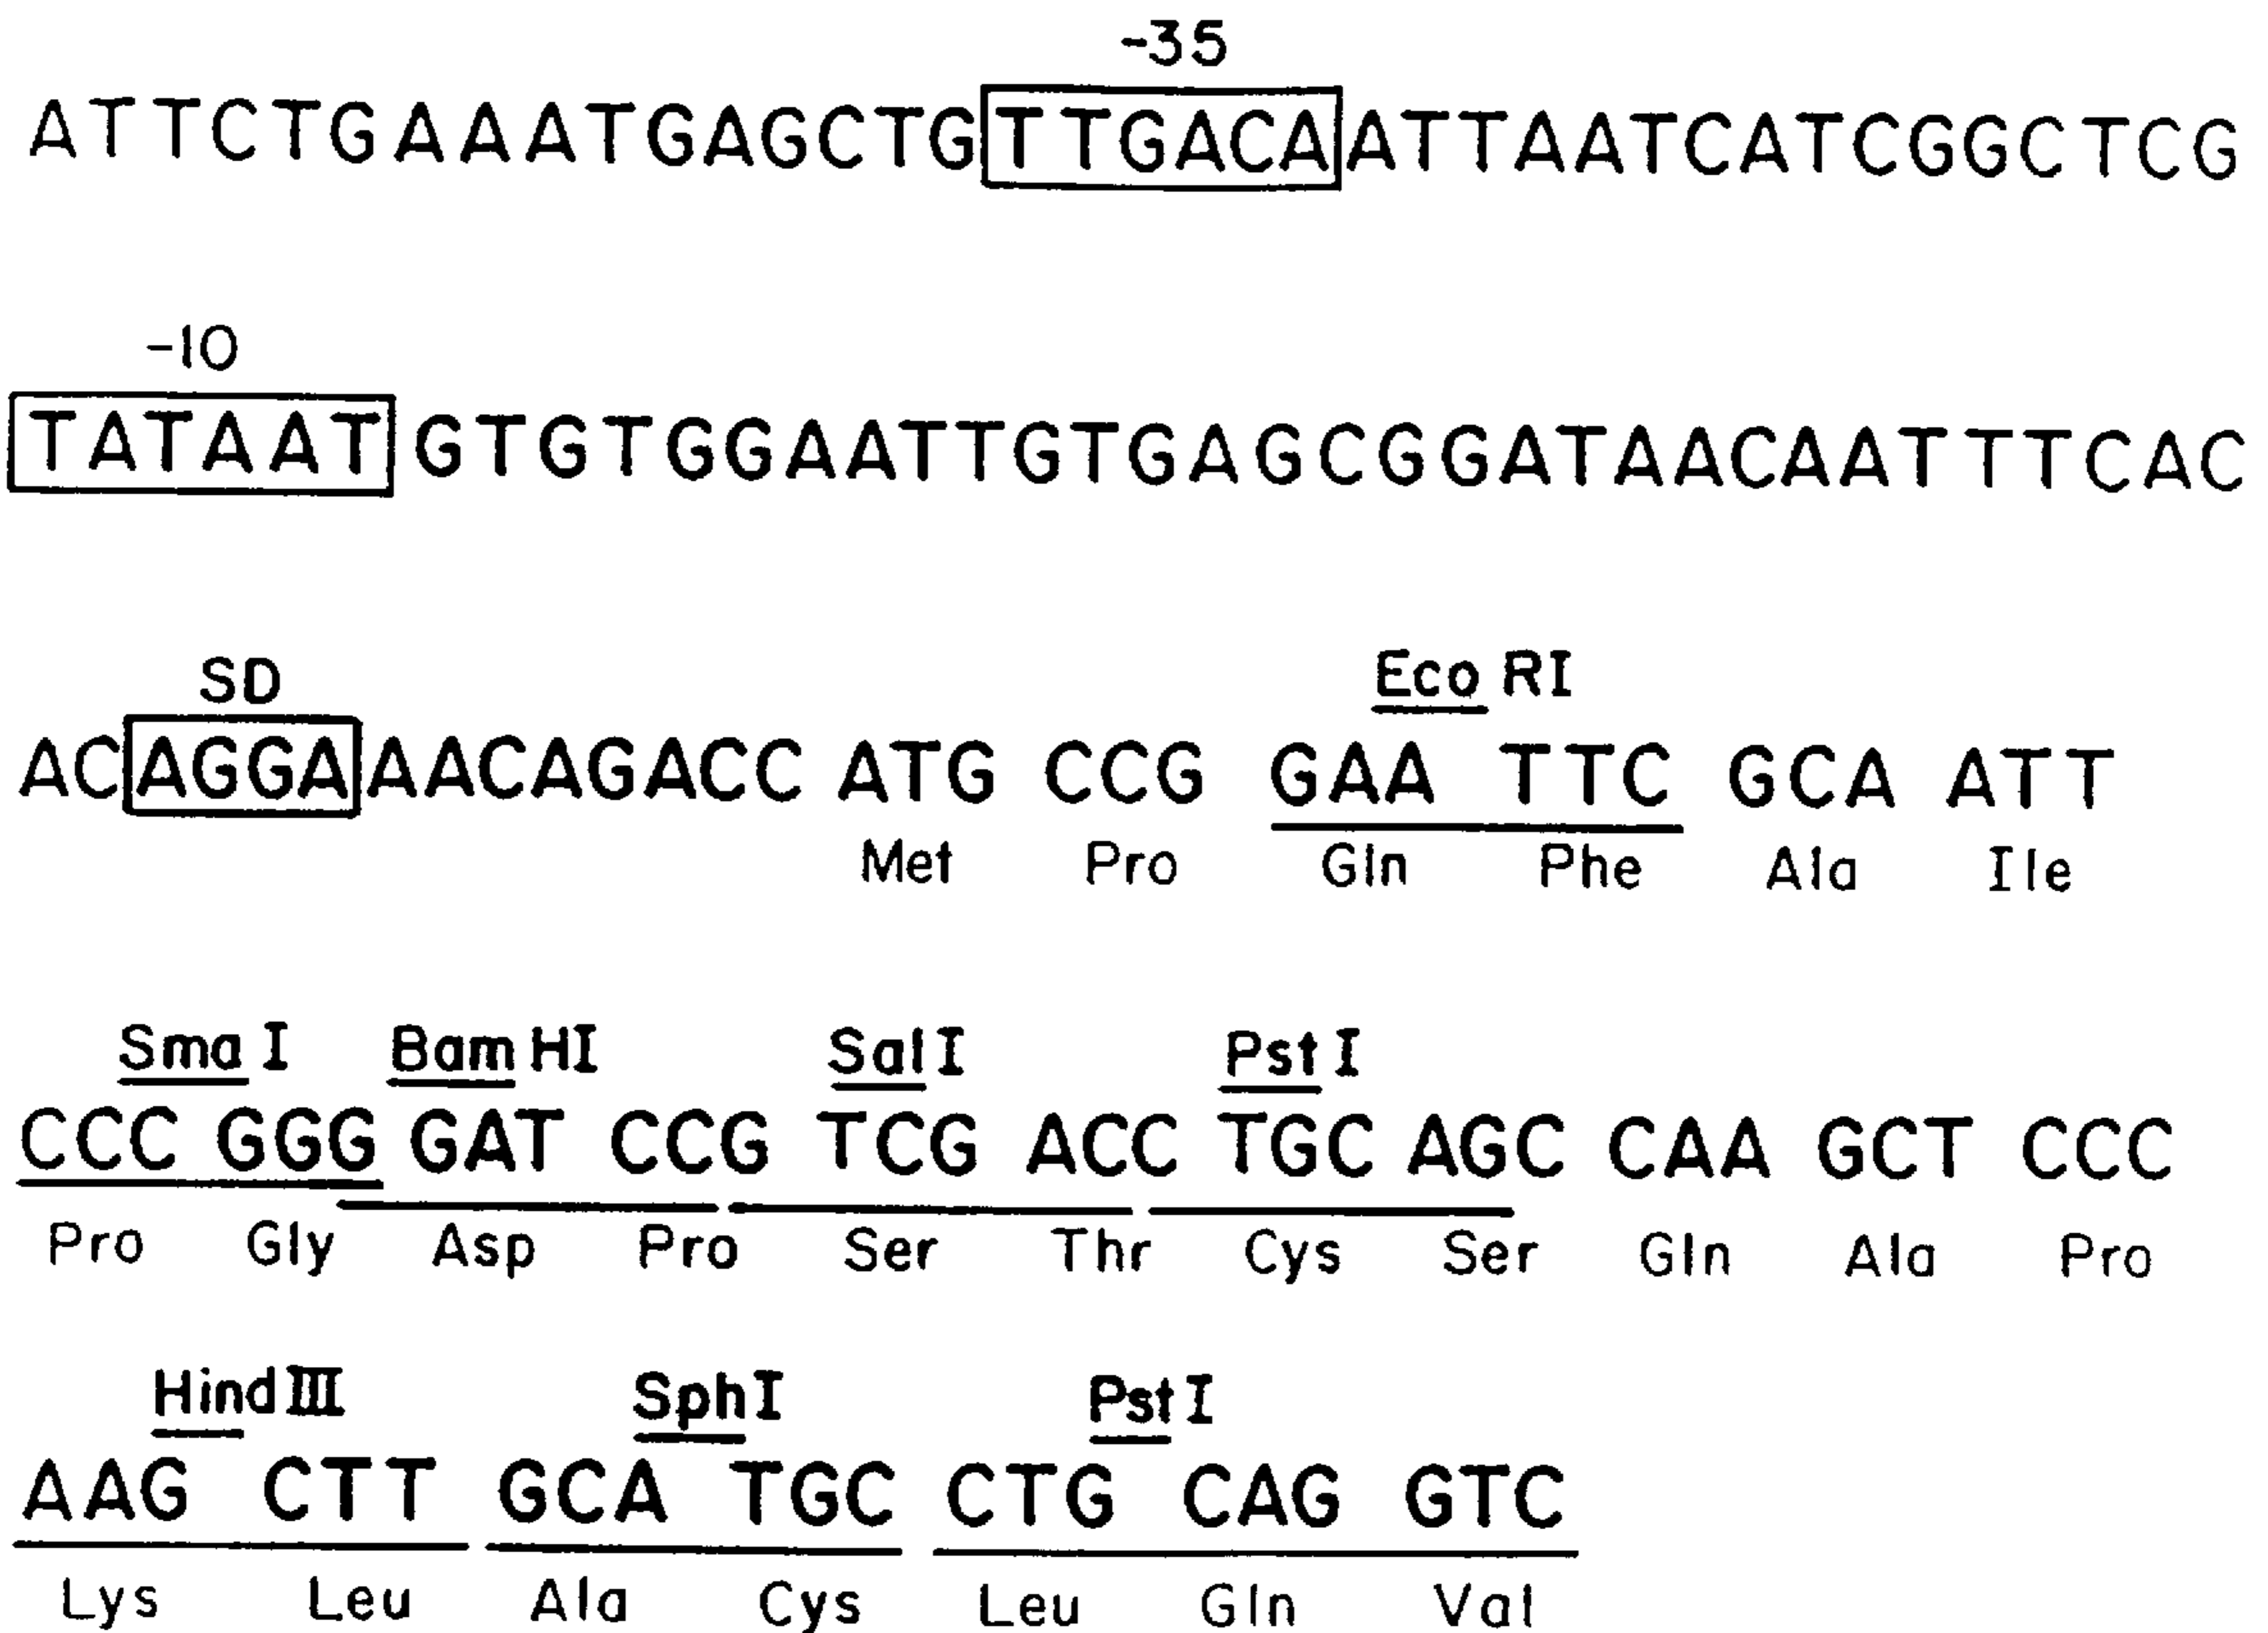 -35
ATTCTGAAATGAGCTGTTGACAATTAATCATCGGCTCG
-10
TATAAT GTGTGGAATTGTGAGCGGATAACAATTTCAC
SD Eco RI
ACAGGAAACAGACC ATG CCG GAA TTC GCA ATT
Met Pro Gln Phe Ala Ile
Sma I Bam HI Sal I Pst I
CCC GGG GAT CCG TCG ACC TGC AGC CAA GCT CCC
Pro Gly Asp Pro Ser Thr Cys Ser Gln Ala Pro
Hind III Sph I Pst I
AAG CTT GCA TGC CTG CAG GTC
Lys Leu Ala Cys Leu Gln Val